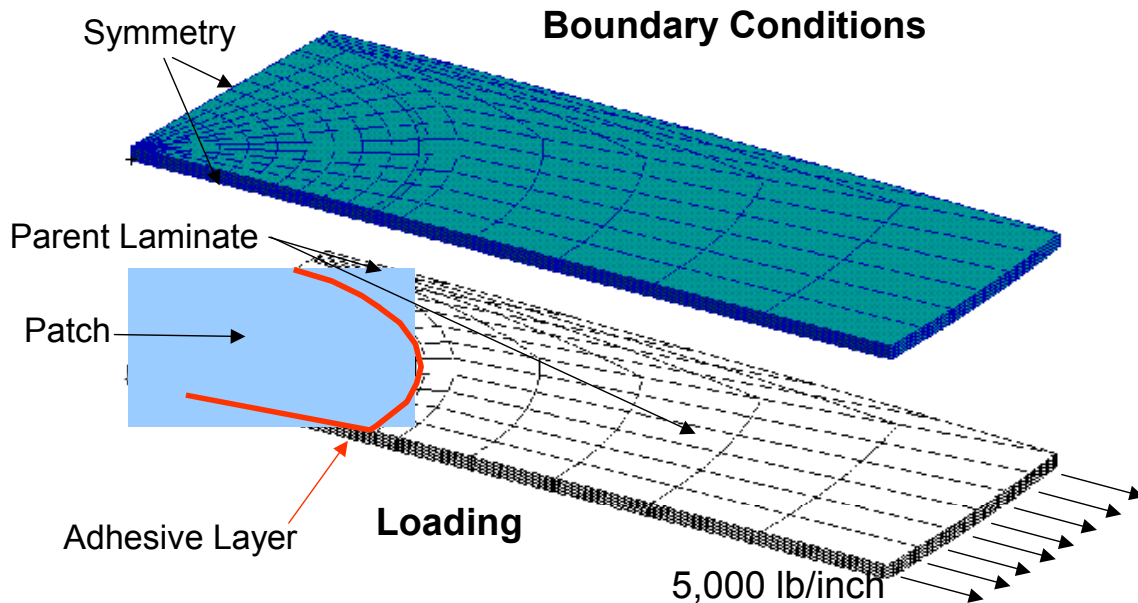 Boundary Conditions
Symmetry
Parent Laminate
Patch
Adhesive Layer
Loading
5,000 lb/inch